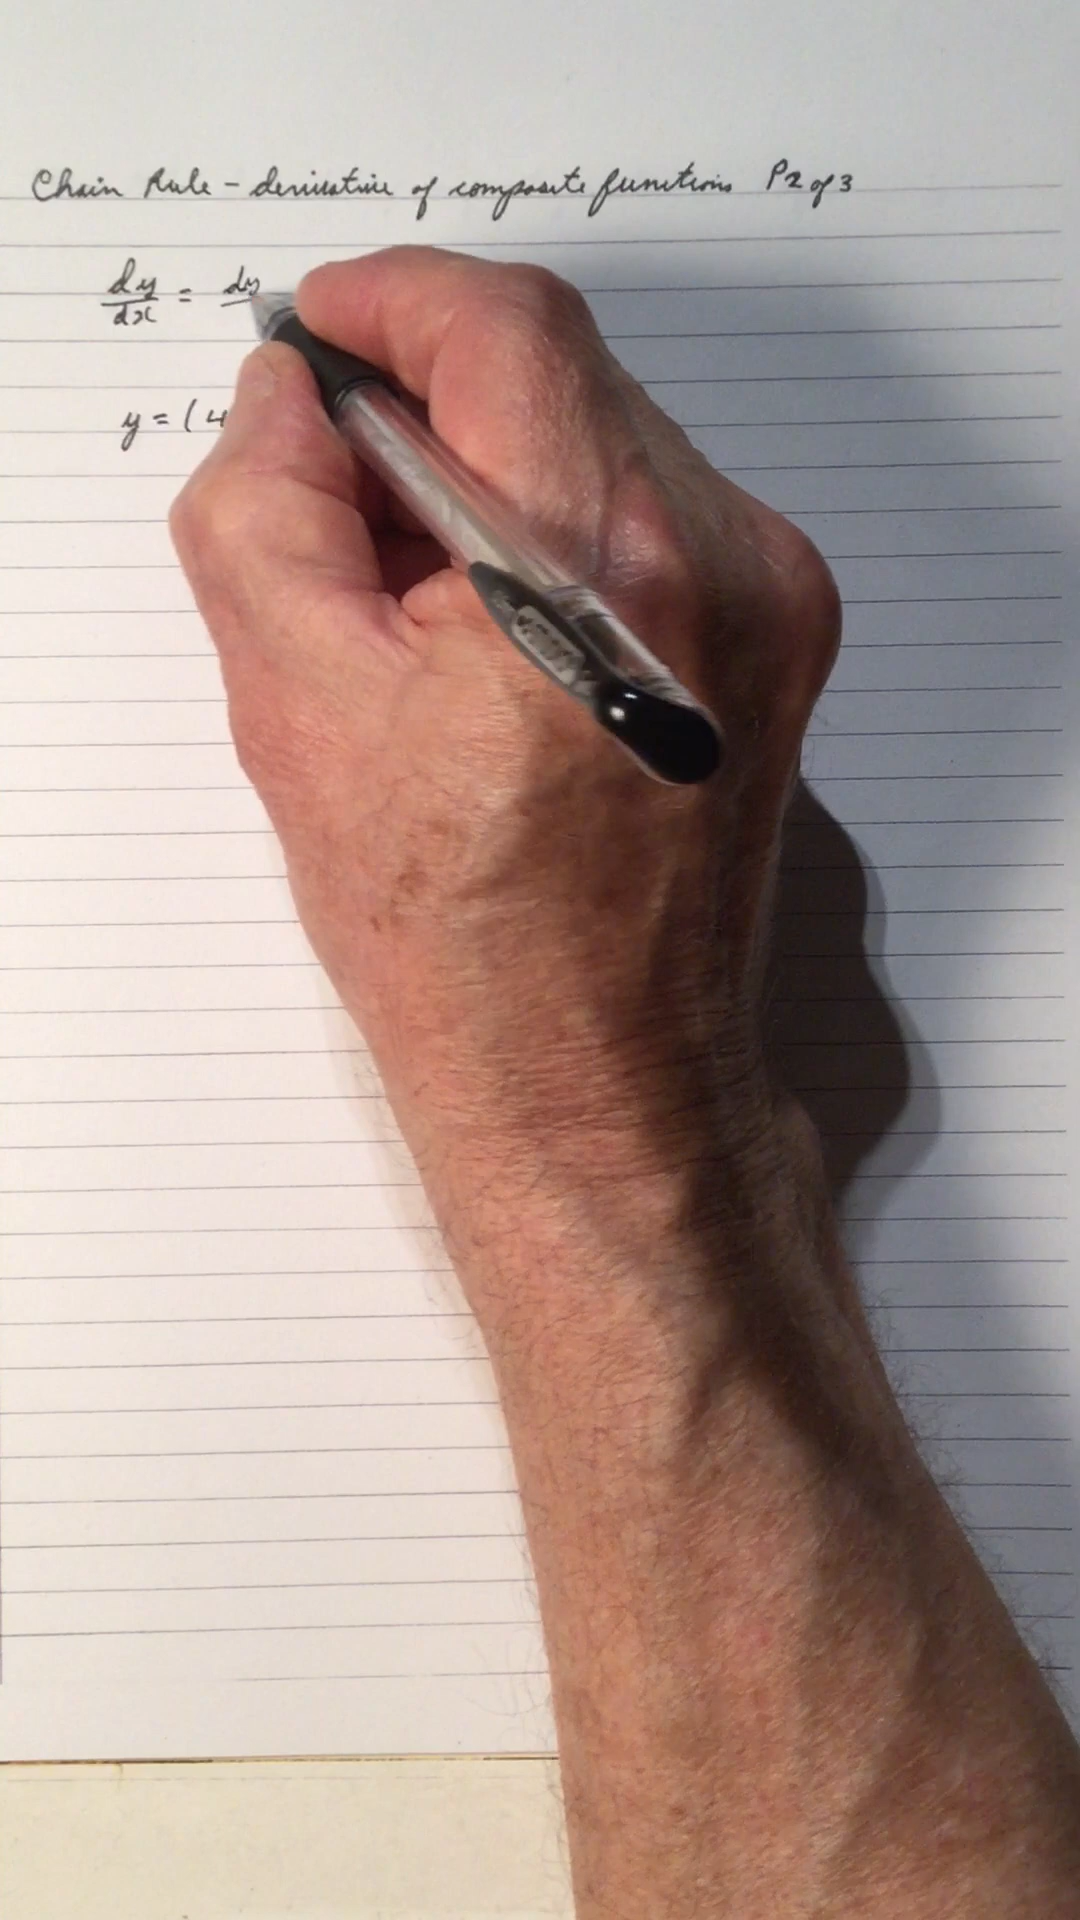 Chain Rule - derivative of composite functions P2 of 3
dy/dx = dy
y = (4